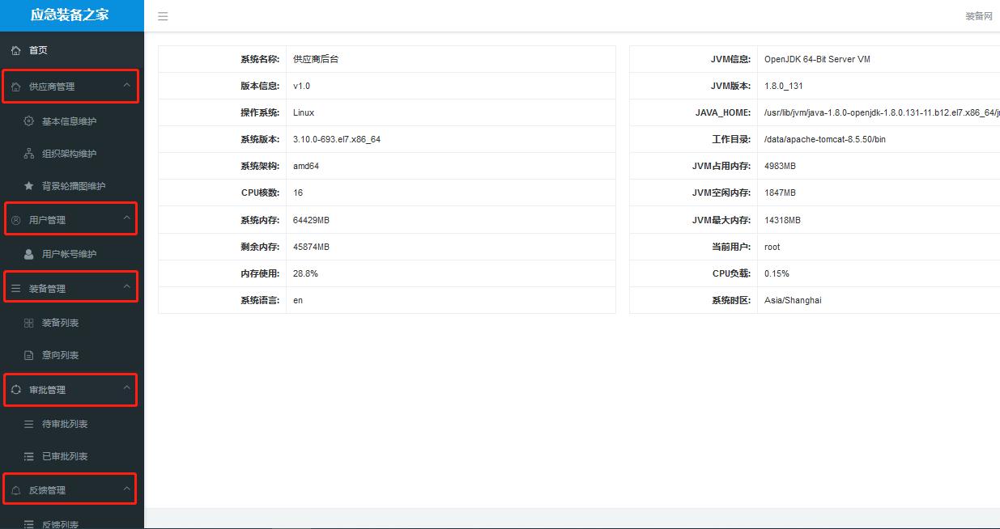 应急装备之家
装备网
首页
供应商管理
基本信息维护
组织架构维护
背景轮播图维护
用户管理
用户帐号维护
装备管理
装备列表
意向列表
审批管理
待审批列表
已审批列表
反馈管理
反馈列表
系统名称: 供应商后台
版本信息: v1.0
操作系统: Linux
系统版本: 3.10.0-693.el7.x86_64
系统架构: amd64
CPU核数: 16
系统内存: 64429MB
剩余内存: 45874MB
内存使用: 28.8%
系统语言: en
JVM信息: OpenJDK 64-Bit Server VM
JVM版本: 1.8.0_131
JAVA_HOME: /usr/lib/jvm/java-1.8.0-openjdk-1.8.0.131-11.b12.el7.x86_64/j
工作目录: /data/apache-tomcat-8.5.50/bin
JVM占用内存: 4983MB
JVM空闲内存: 1847MB
JVM最大内存: 14318MB
当前用户: root
CPU负载: 0.15%
系统时区: Asia/Shanghai